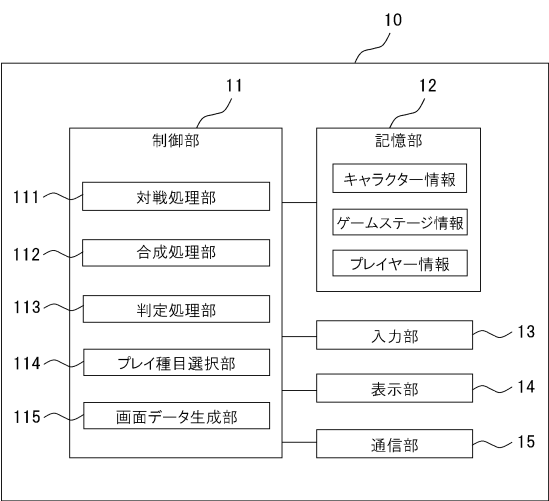 10
11
制御部
111
対戦処理部
112
合成処理部
113
判定処理部
114
プレイ種目選択部
115
画面データ生成部
12
記憶部
キャラクター情報
ゲームステージ情報
プレイヤー情報
入力部
13
表示部
14
通信部
15